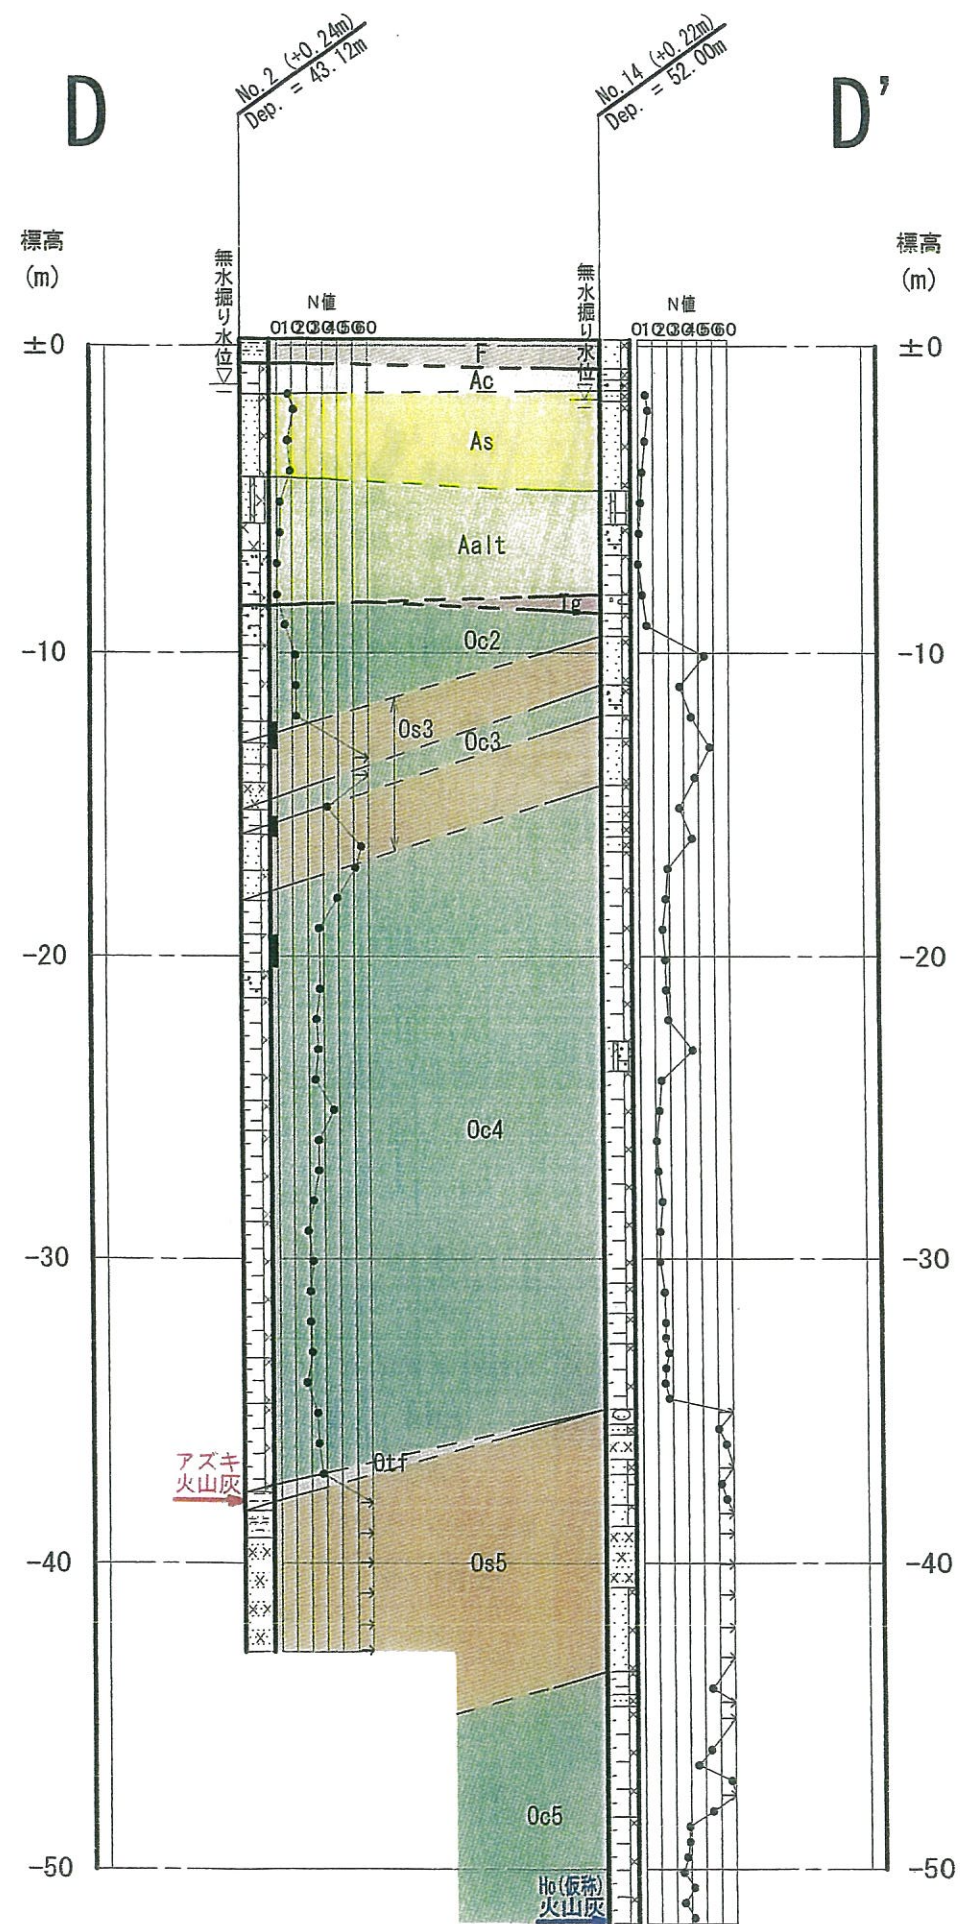 D
No.2 (+0.24m)
Dep. = 43.12m
No.14 (+0.22m)
Dep. = 52.00m
D'
標高
(m)
無水掘り水位
N値
0102030405060
無水掘り水位
N値
0102030405060
標高
(m)
±0
±0
F
Ac
As
Aalt
Tg
Oc2
-10
-10
Os3
Oc3
-20
-20
Oc4
-30
-30
アズキ
火山灰
Otf
-40
Os5
-40
Oc5
-50
-50
Ho(仮称)
火山灰